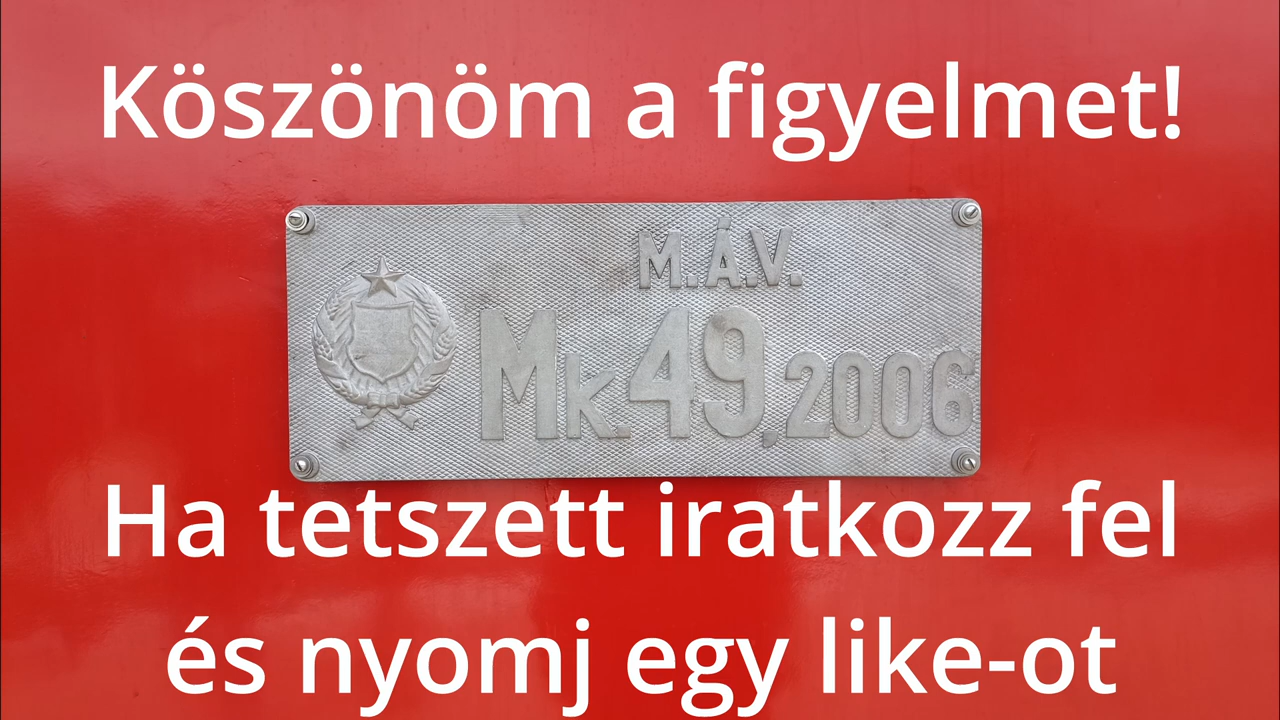 Köszönöm a figyelmet!
M.Á.V.
Mk.49,2006
Ha tetszett iratkozz fel
és nyomj egy like-ot